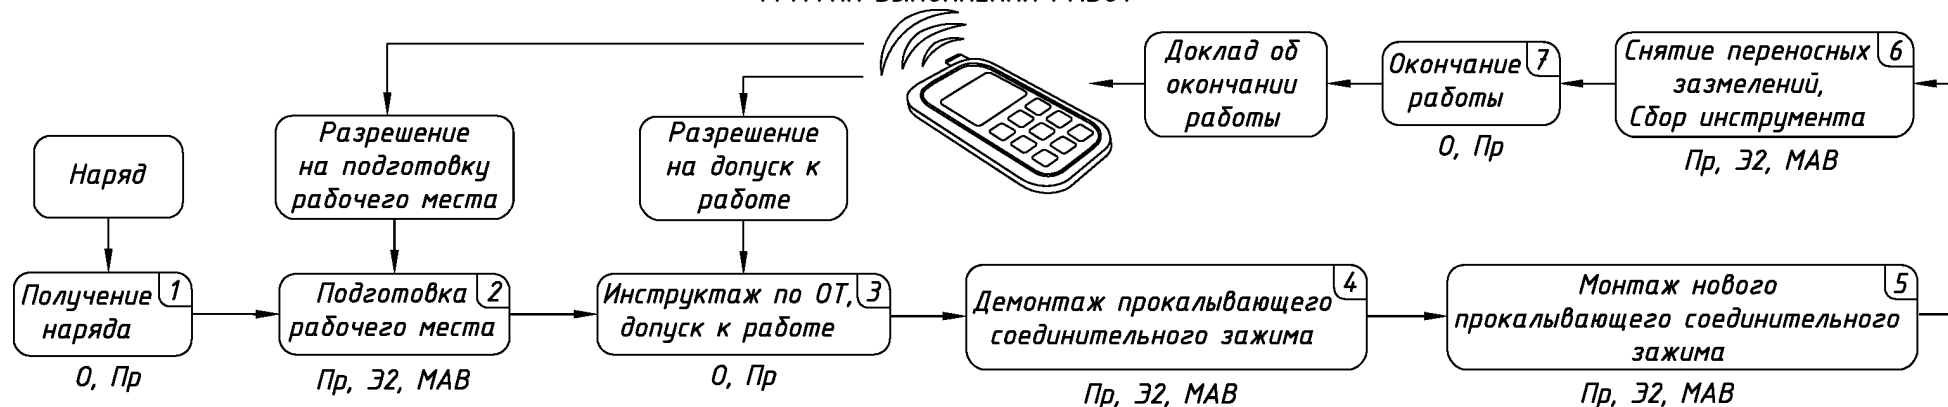 Наряд
Получение 1
наряда
О, Пр
Разрешение
на подготовку
рабочего места
Подготовка 2
рабочего места
Пр, Э2, МАВ
Разрешение
на допуск к
работе
Инструктаж по ОТ, 3
допуск к работе
О, Пр
4
Демонтаж прокалывающего
соединительного зажима
Пр, Э2, МАВ
Монтаж нового 5
прокалывающего соединительного
зажима
Пр, Э2, МАВ
Снятие переносных 6
зазмелений,
Сбор инструмента
Пр, Э2, МАВ
Окончание 7
работы
О, Пр
Доклад об
окончании
работы